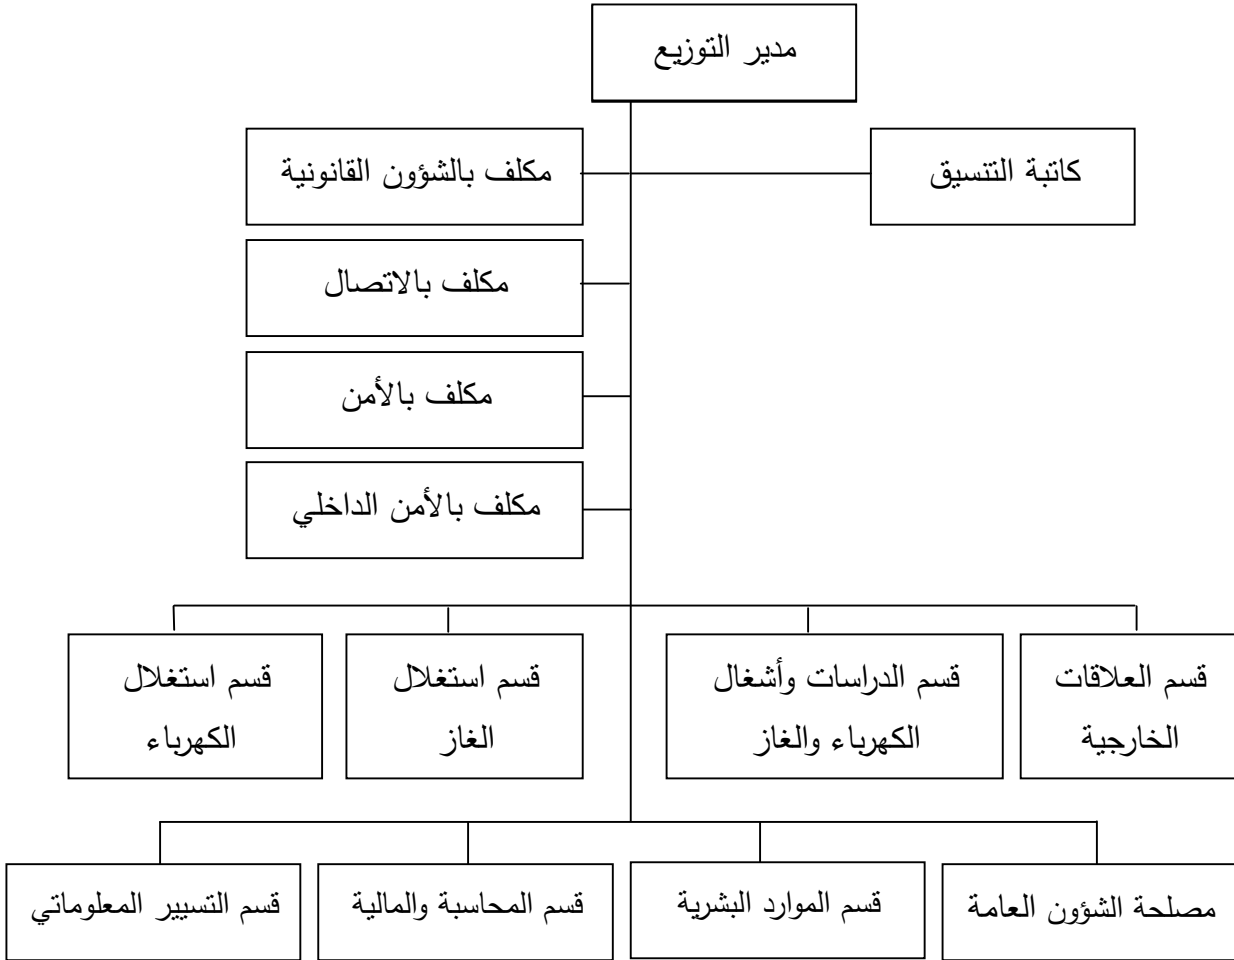 مدير التوزيع
كاتبة التنسيق
مكلف بالشؤون القانونية
مكلف بالاتصال
مكلف بالأمن
مكلف بالأمن الداخلي
قسم العلاقات
الخارجية
قسم الدراسات وأشغال
الكهرباء والغاز
قسم استغلال
الغاز
قسم استغلال
الكهرباء
مصلحة الشؤون العامة
قسم الموارد البشرية
قسم المحاسبة والمالية
قسم التسيير المعلوماتي